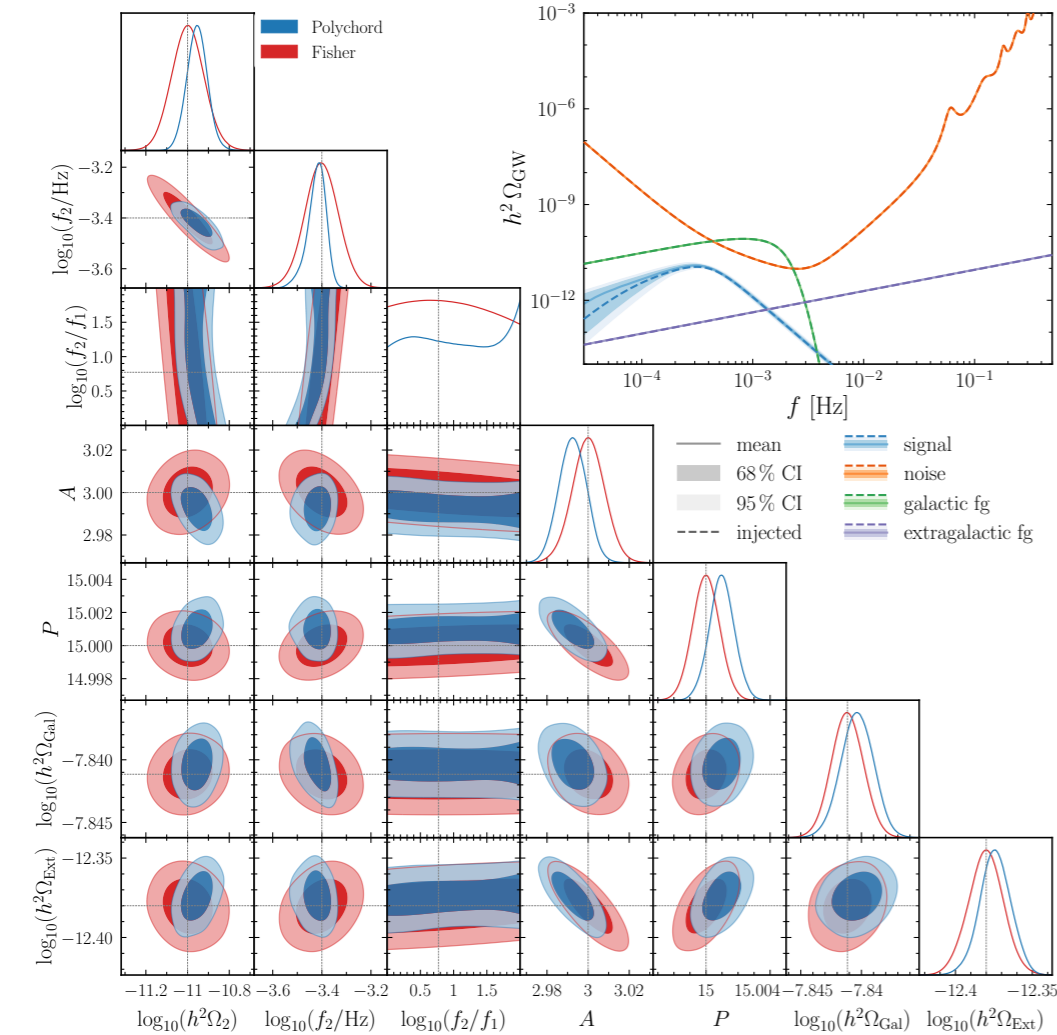 Polychord
Fisher
10⁻³
10⁻⁶
10⁻⁹
10⁻¹²
h² Ω_GW
10⁻⁴
10⁻³
10⁻²
10⁻¹
f [Hz]
mean
68 % CI
95 % CI
injected
signal
noise
galactic fg
extragalactic fg
log₁₀(f₂/Hz)
−3.2
−3.4
−3.6
log₁₀(f₂/f₁)
1.5
1.0
0.5
A
3.02
3.00
2.98
P
15.004
15.002
15.000
14.998
log₁₀(h²Ω_Gal)
−7.840
−7.845
log₁₀(h²Ω_Ext)
−12.35
−12.40
−11.2 −11 −10.8
−3.6 −3.4 −3.2
0.5 1 1.5
2.98 3 3.02
15 15.004
−7.845 −7.84
−12.4 −12.35
log₁₀(h²Ω₂)
log₁₀(f₂/Hz)
log₁₀(f₂/f₁)
A
P
log₁₀(h²Ω_Gal)
log₁₀(h²Ω_Ext)